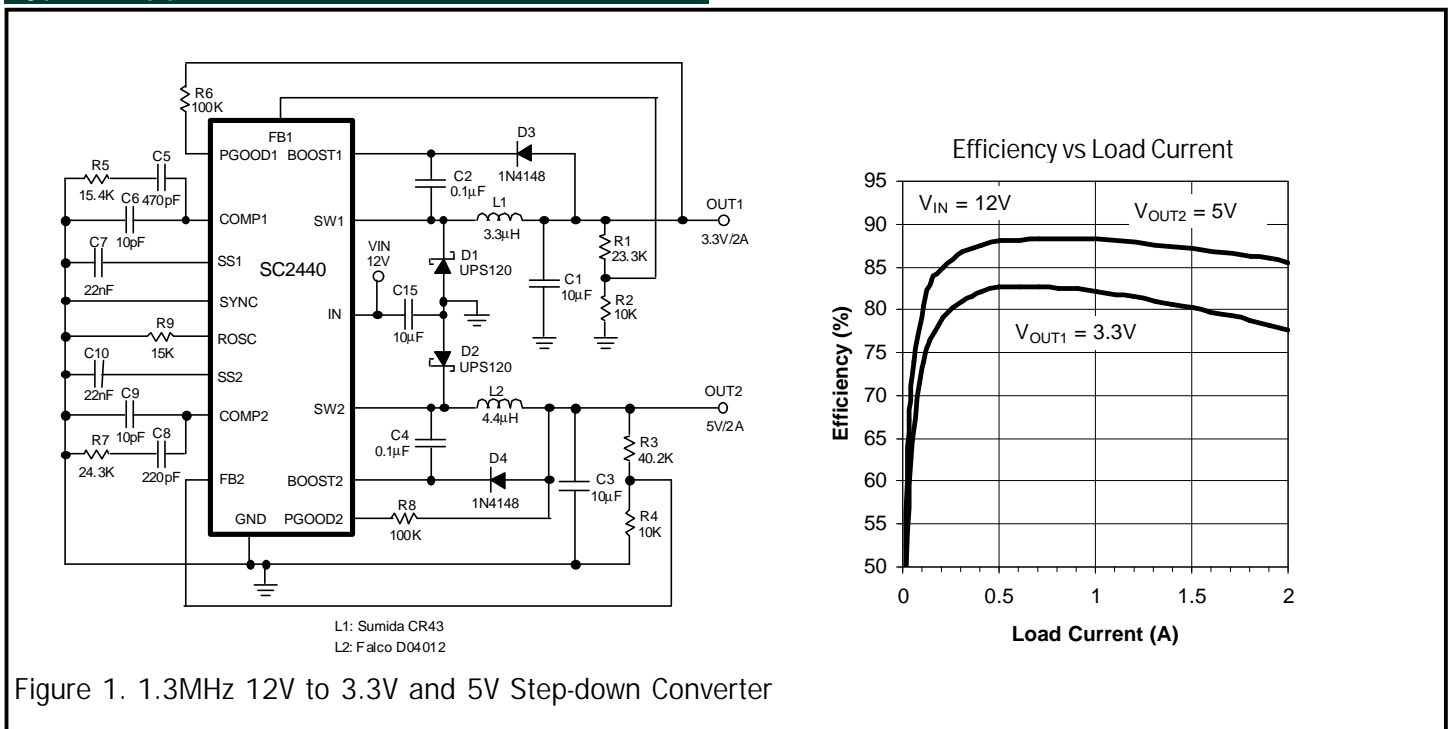 R6
100K
FB1
PGOOD1 BOOST1
D3
1N4148
R5
15.4K
C5
470pF
C6
10pF
C2
0.1µF
L1
3.3µH
OUT1
3.3V/2A
COMP1
SW1
C7
22nF
SS1
SC2440
VIN
12V
D1
UPS120
R1
23.3K
C1
10µF
SYNC
C15
10µF
IN
R2
10K
R9
15K
ROSC
D2
UPS120
C10
22nF
SS2
C9
10pF
L2
4.4µH
OUT2
5V/2A
COMP2
SW2
R7
24.3K
C8
220pF
C4
0.1µF
D4
1N4148
R3
40.2K
C3
10µF
FB2
BOOST2
R8
100K
R4
10K
GND PGOOD2
L1: Sumida CR43
L2: Falco D04012
Efficiency vs Load Current
VIN = 12V
VOUT2 = 5V
VOUT1 = 3.3V
Efficiency (%)
95
90
85
80
75
70
65
60
55
50
0 0.5 1 1.5 2
Load Current (A)
Figure 1. 1.3MHz 12V to 3.3V and 5V Step-down Converter